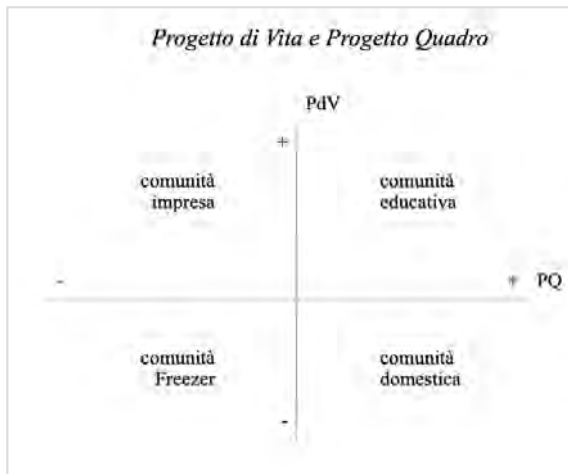 Progetto di Vita e Progetto Quadro
PdV
+
comunità
impresa
comunità
educativa
-
+ PQ
comunità
Freezer
comunità
domestica
-